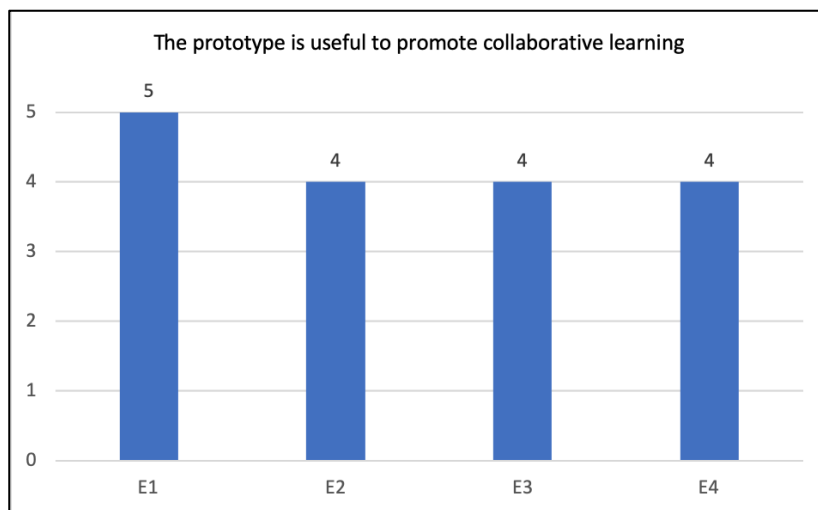 The prototype is useful to promote collaborative learning
5
4
4
4
5
4
3
2
1
0
E1
E2
E3
E4